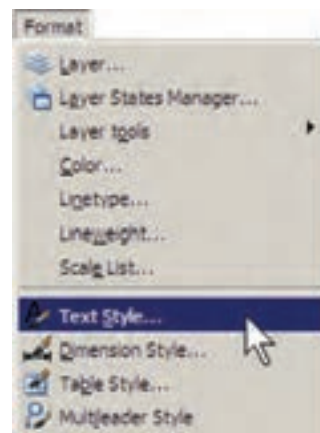 Format
Layer...
Layer States Manager...
Layer tools
Color...
Linetype...
Lineweight...
Scale List...
Text Style...
Dimension Style...
Table Style...
Multileader Style